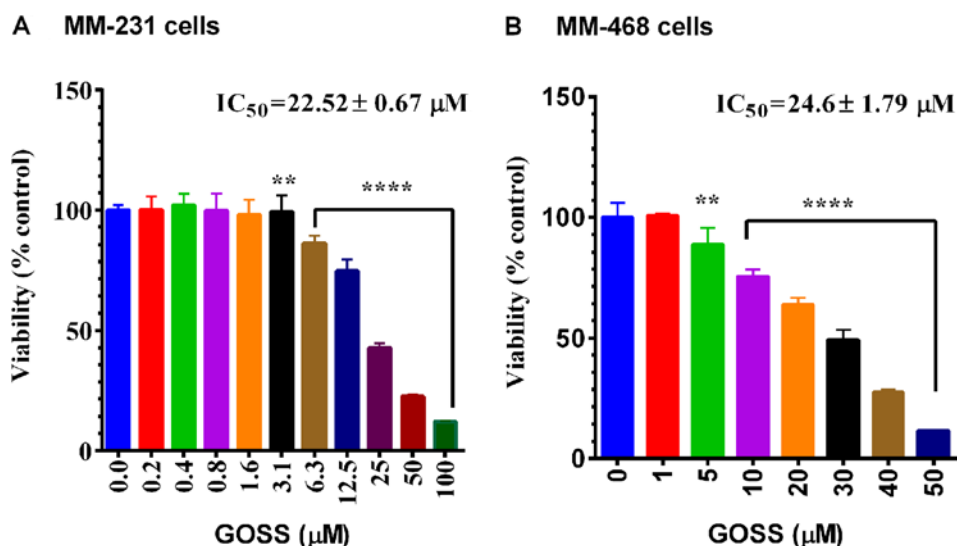 A MM-231 cells
IC50=22.52± 0.67 µM
**
****
150
100
50
0
Viability (% control)
0.0 0.2 0.4 0.8 1.6 3.1 6.3 12.5 25 50 100
GOSS (µM)
B MM-468 cells
IC50=24.6± 1.79 µM
**
****
150
100
50
0
Viability (% control)
0 1 5 10 20 30 40 50
GOSS (µM)